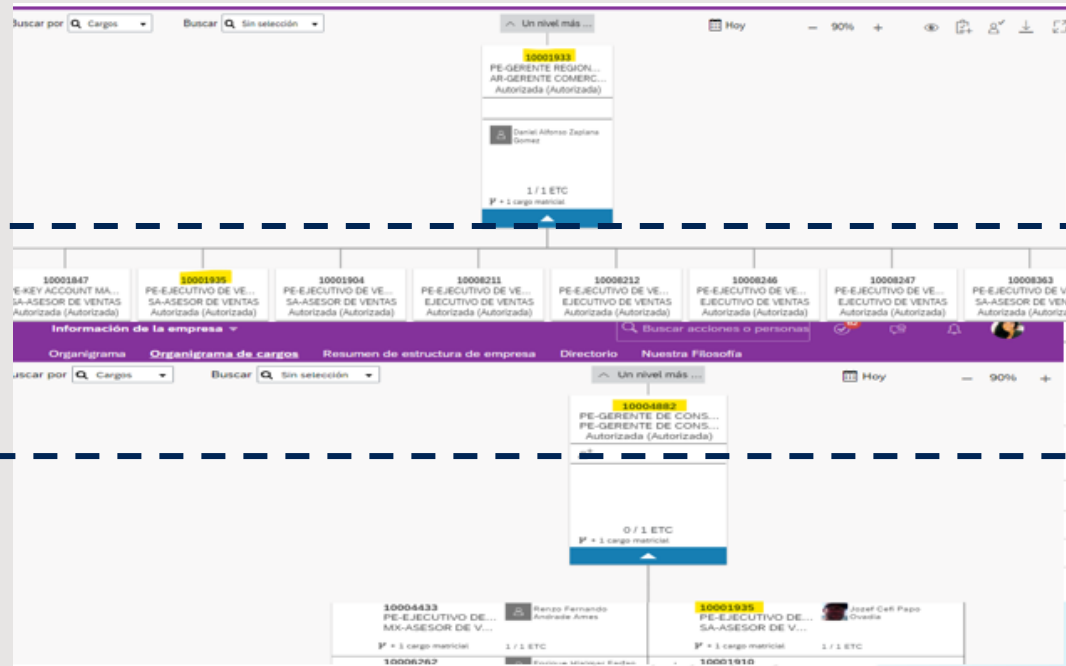 Buscar por Cargos Buscar Sin selección Un nivel más ... Hoy — 90% +
10001933
PE-GERENTE REGION...
AR-GERENTE COMERC...
Autorizada (Autorizada)
Daniel Alfonso Zapiana
Gomez
1 / 1 ETC
+ 1 cargo matricial
10001847 10001935 10001904 10008211 10008212 10008246 10008247 10008363
E-KEY ACCOUNT MA... PE-EJECUTIVO DE VE... PE-EJECUTIVO DE VE... PE-EJECUTIVO DE VE... PE-EJECUTIVO DE VE... PE-EJECUTIVO DE VE... PE-EJECUTIVO DE VE... PE-EJECUTIVO DE V
SA-ASESOR DE VENTAS SA-ASESOR DE VENTAS SA-ASESOR DE VENTAS EJECUTIVO DE VENTAS EJECUTIVO DE VENTAS EJECUTIVO DE VENTAS EJECUTIVO DE VENTAS SA-ASESOR DE VEN
Autorizada (Autorizada) Autorizada (Autorizada) Autorizada (Autorizada) Autorizada (Autorizada) Autorizada (Autorizada) Autorizada (Autorizada) Autorizada (Autorizada) Autorizada (Autoriza
Información de la empresa Buscar acciones o personas
Organigrama Organigrama de cargos Resumen de estructura de empresa Directorio Nuestra Filosofía
uscar por Cargos Buscar Sin selección Un nivel más ... Hoy — 90% +
10004882
PE-GERENTE DE CONS...
PE-GERENTE DE CONS...
Autorizada (Autorizada)
0 / 1 ETC
+ 1 cargo matricial
10004433 Renzo Fernando 10001935 Jozef Cefi Papo
PE-EJECUTIVO DE... Andrade Ames PE-EJECUTIVO DE... Ovadia
MX-ASESOR DE V... SA-ASESOR DE V...
+ 1 cargo matricial 1 / 1 ETC + 1 cargo matricial 1 / 1 ETC
10006262 10001910